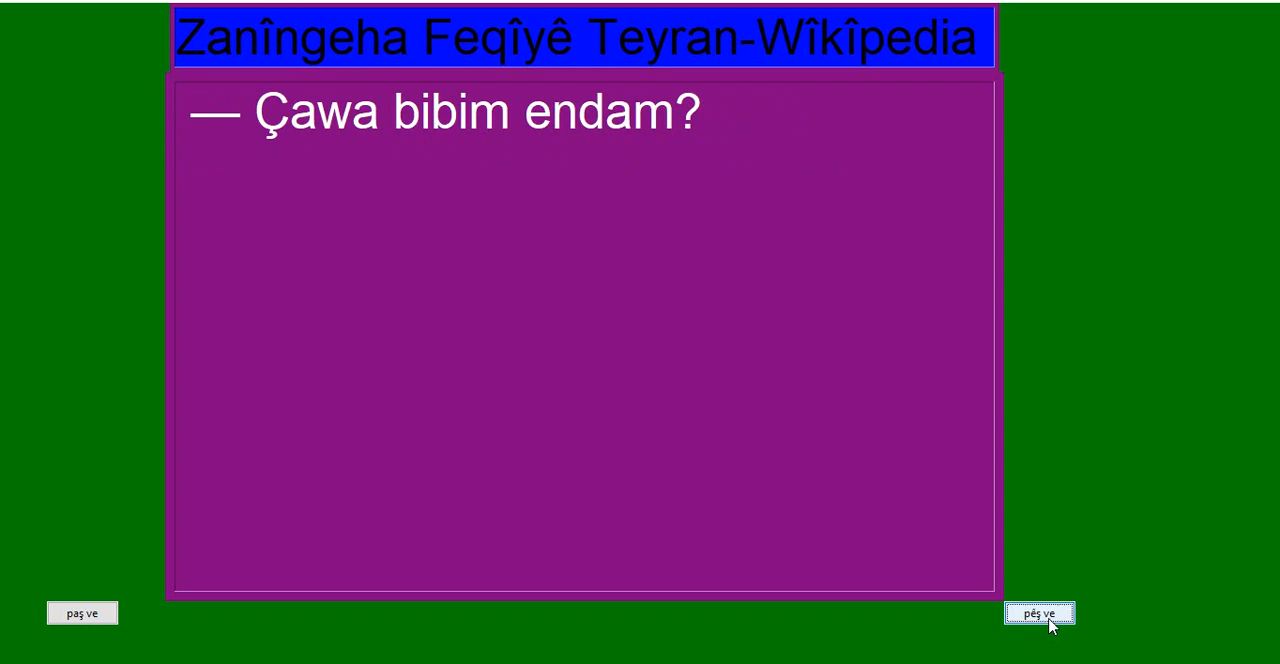 Zanîngeha Feqîyê Teyran-Wîkîpedia
— Çawa bibim endam?
paş ve
pêş ve